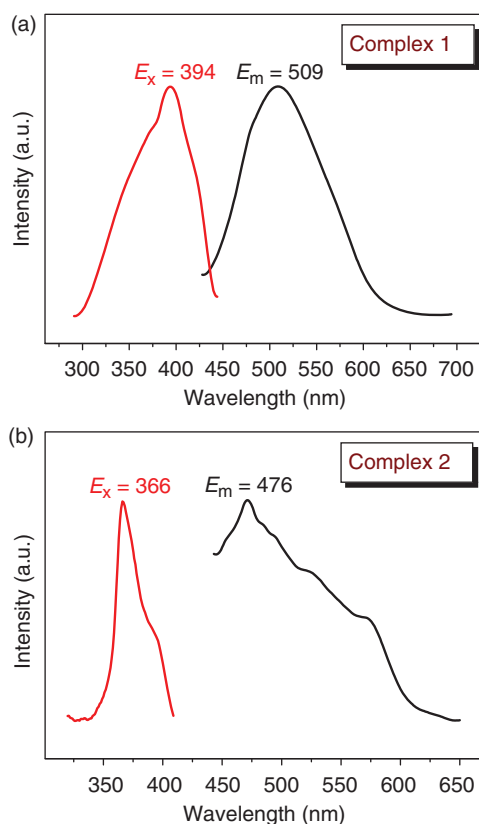 (a)
Complex 1
Ex = 394
Em = 509
Intensity (a.u.)
300 350 400 450 500 550 600 650 700
Wavelength (nm)
(b)
Complex 2
Ex = 366
Em = 476
Intensity (a.u.)
350 400 450 500 550 600 650
Wavelength (nm)